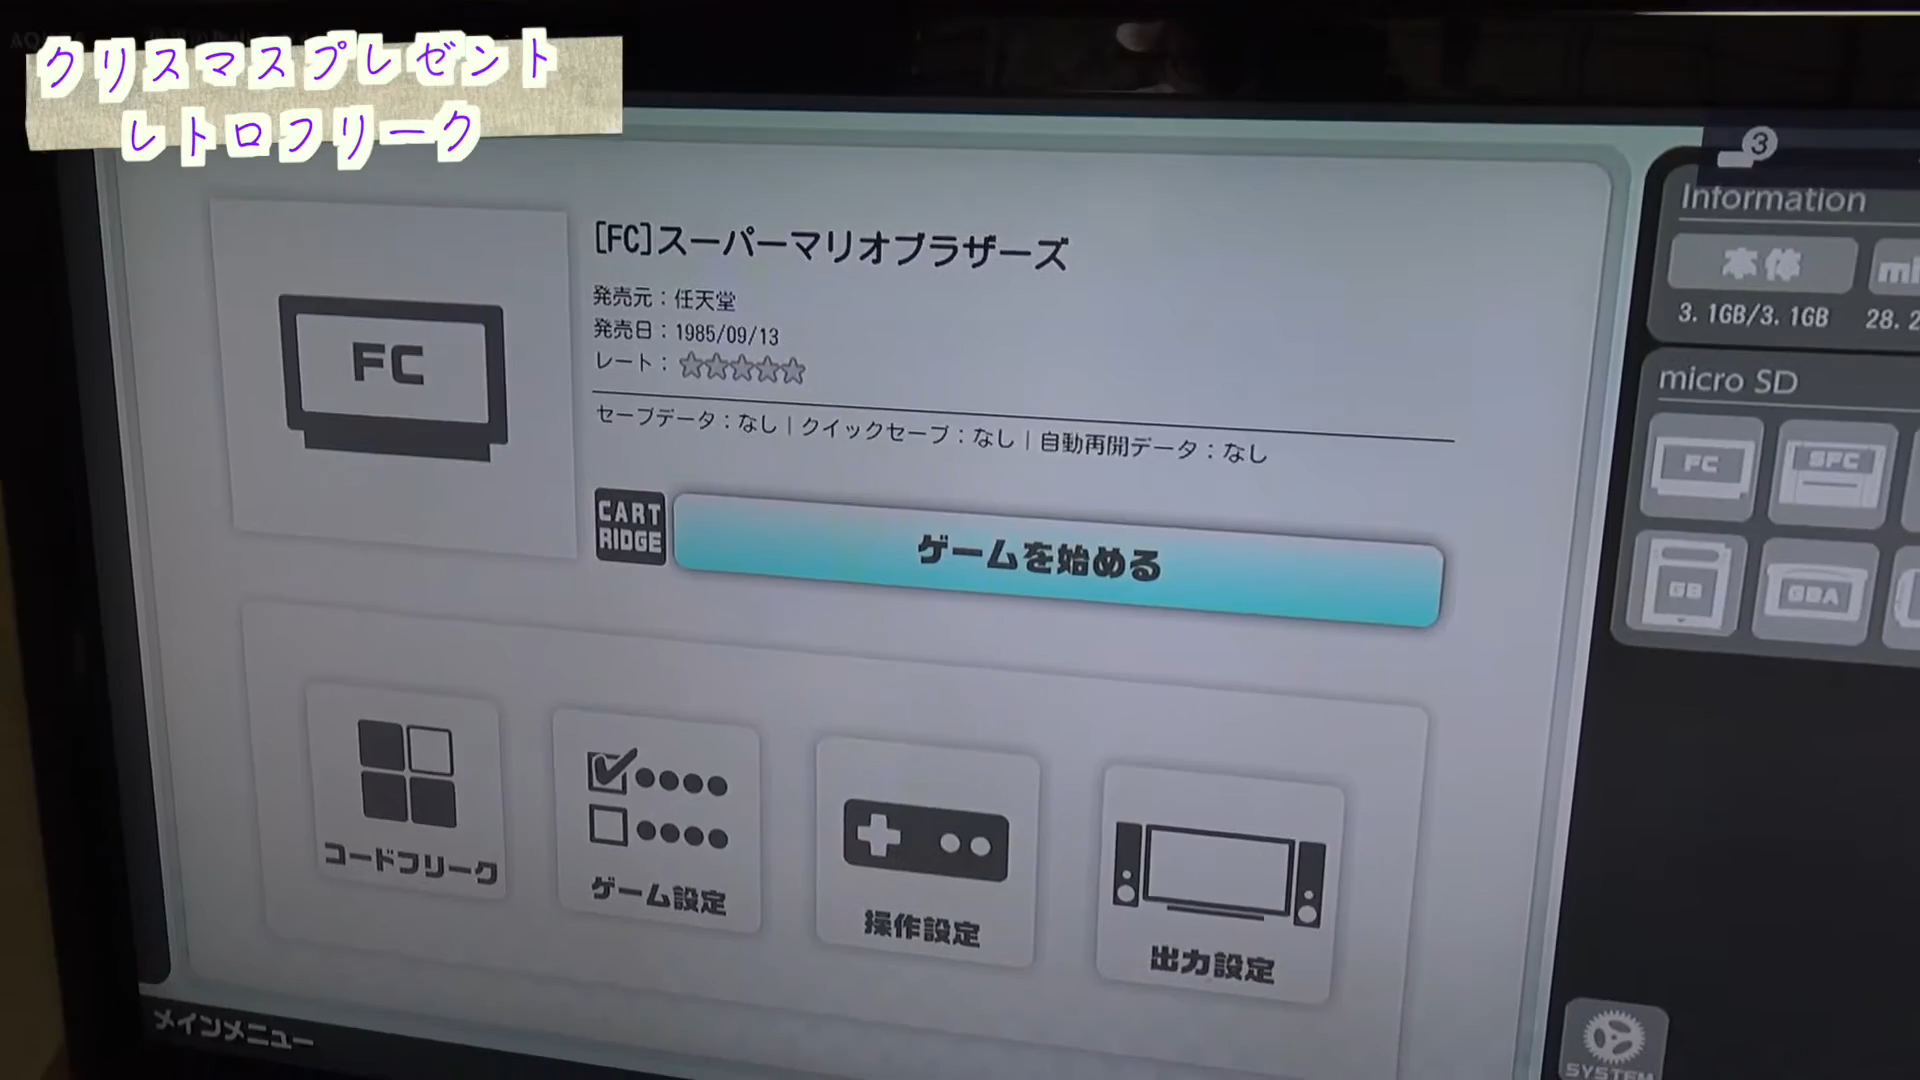 クリスマスプレゼント
レトロフリーク
3
[FC]スーパーマリオブラザーズ
発売元：任天堂
発売日：1985/09/13
レート：☆☆☆☆☆
セーブデータ：なし｜クイックセーブ：なし｜自動再開データ：なし
FC
CART
RIDGE
ゲームを始める
コードフリーク
ゲーム設定
操作設定
出力設定
メインメニュー
Information
本体
3.1GB/3.1GB
28.2
micro SD
FC
SFC
GB
GBA
SYSTEM